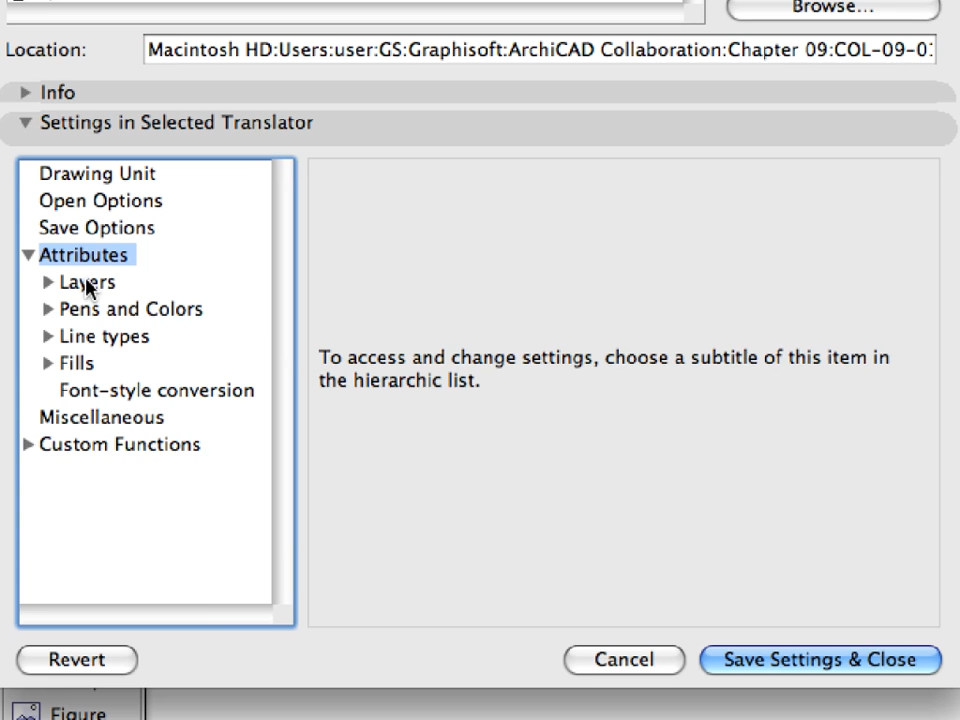 Browse...
Location: Macintosh HD:Users:user:GS:Graphisoft:ArchiCAD Collaboration:Chapter 09:COL-09-01
Info
Settings in Selected Translator
Drawing Unit
Open Options
Save Options
Attributes
Layers
Pens and Colors
Line types
Fills
Font-style conversion
Miscellaneous
Custom Functions
To access and change settings, choose a subtitle of this item in
the hierarchic list.
Revert
Cancel
Save Settings & Close
Figure